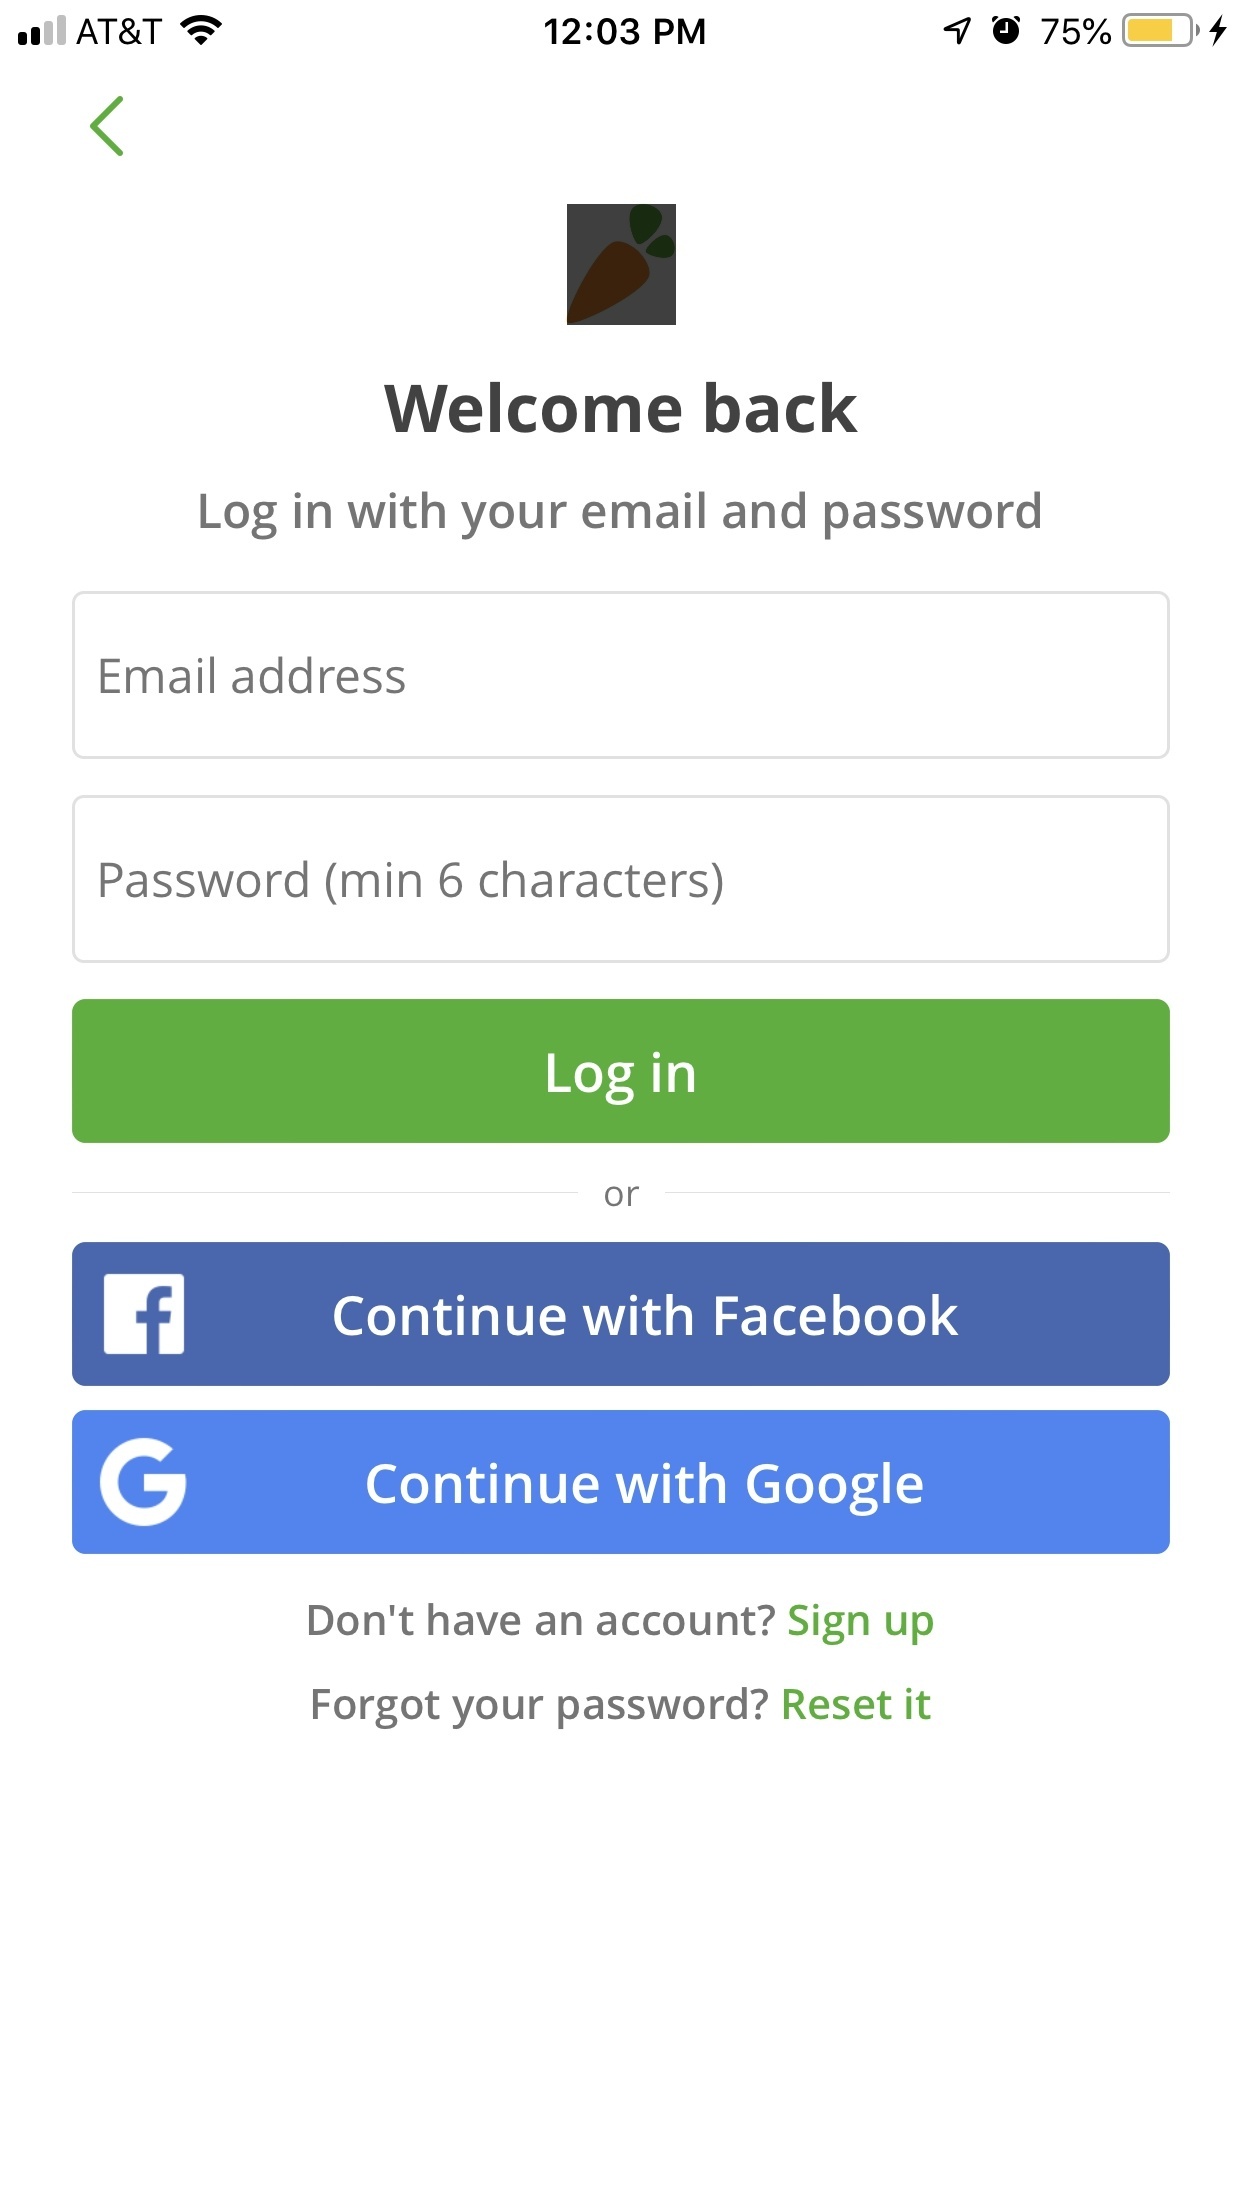 AT&T 12:03 PM 75%
Welcome back
Log in with your email and password
Email address
Password (min 6 characters)
Log in
or
Continue with Facebook
Continue with Google
Don't have an account? Sign up
Forgot your password? Reset it